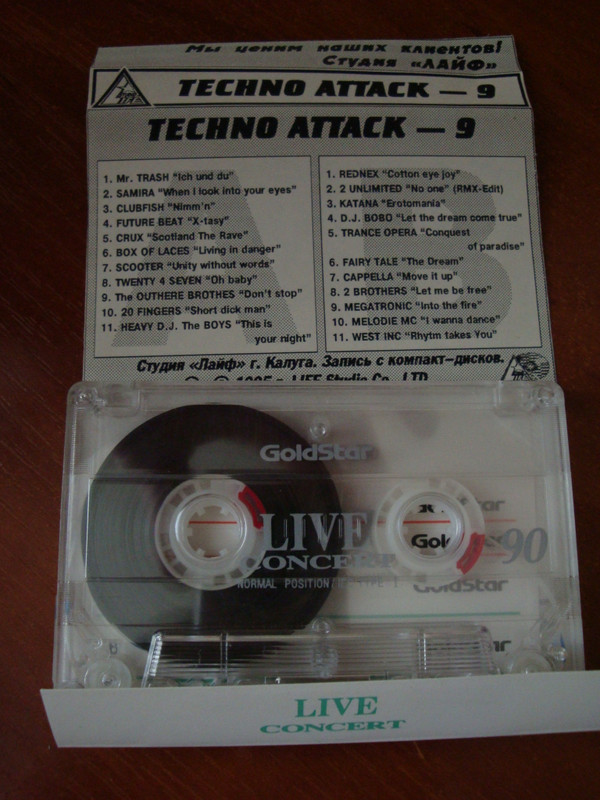 Мы ценим наших клиентов!
Студия «ЛАЙФ»
TECHNO ATTACK — 9
TECHNO ATTACK — 9
1. Mr. TRASH "Ich und du"
2. SAMIRA "When I look into your eyes"
3. CLUBFISH "Nimm'n"
4. FUTURE BEAT "X-tasy"
5. CRUX "Scotland The Rave"
6. BOX OF LACES "Living in danger"
7. SCOOTER "Unity without words"
8. TWENTY 4 SEVEN "Oh baby"
9. The OUTHERE BROTHES "Don't stop"
10. 20 FINGERS "Short dick man"
11. HEAVY D.J. The BOYS "This is
your night"
1. REDNEX "Cotton eye joy"
2. 2 UNLIMITED "No one" (RMX-Edit)
3. KATANA "Erotomania"
4. D.J. BOBO "Let the dream come true"
5. TRANCE OPERA "Conquest
of paradise"
6. FAIRY TALE "The Dream"
7. CAPPELLA "Move it up"
8. 2 BROTHERS "Let me be free"
9. MEGATRONIC "Into the fire"
10. MELODIE MC "I wanna dance"
11. WEST INC "Rhytm takes You"
A
B
Студия «Лайф» г. Калуга. Запись с компакт-дисков.
1995 г. LIFE Studio Co., LTD
GoldStar
LIVE
CONCERT
90
NORMAL POSITION/ TYPE I
GoldStar
LIVE
CONCERT